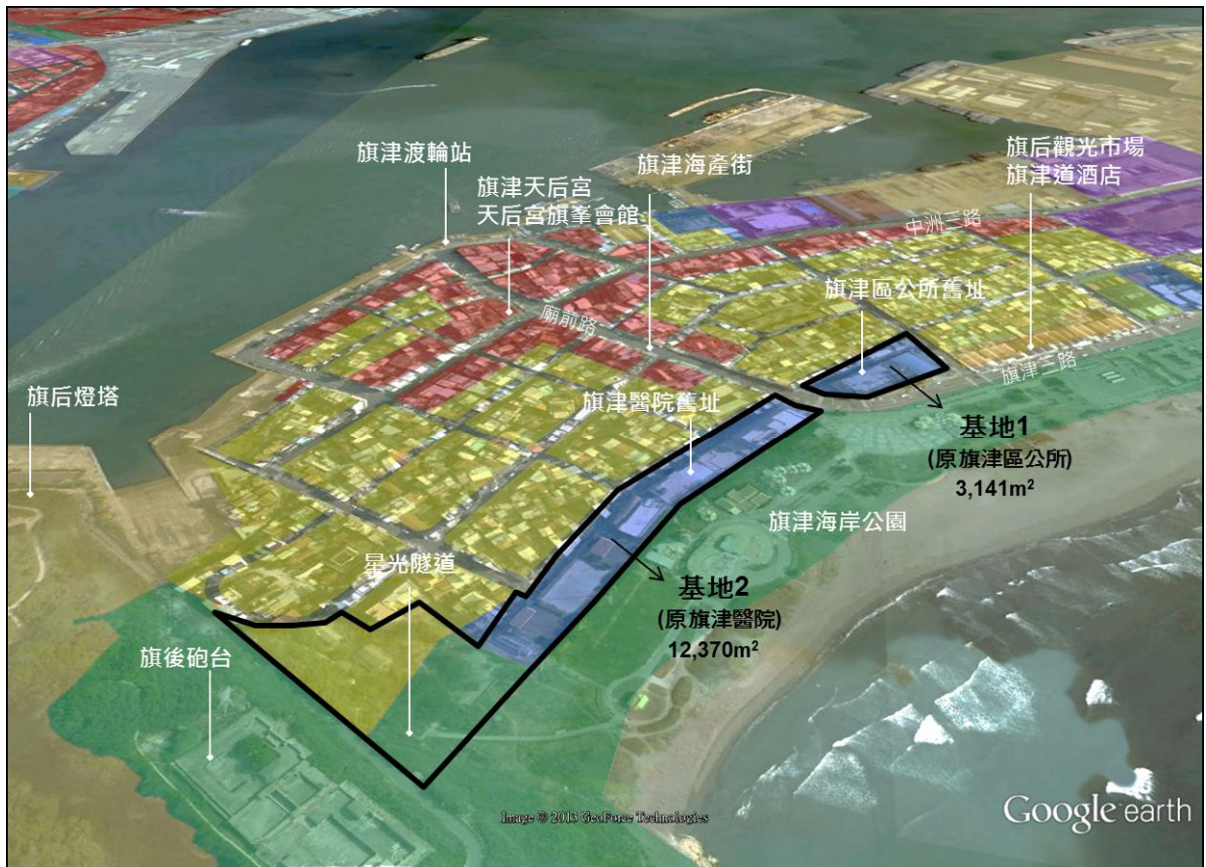 旗津渡輪站
旗津天后宮
天后宮旗峯會館
旗津海產街
旗后觀光市場
旗津道酒店
中洲三路
旗津區公所舊址
廟前路
旗津三路
旗后燈塔
旗津醫院舊址
基地1
(原旗津區公所)
3,141m²
旗津海岸公園
星光隧道
基地2
(原旗津醫院)
12,370m²
旗後砲台
Image © 2013 GeoForce Technologies
Google earth